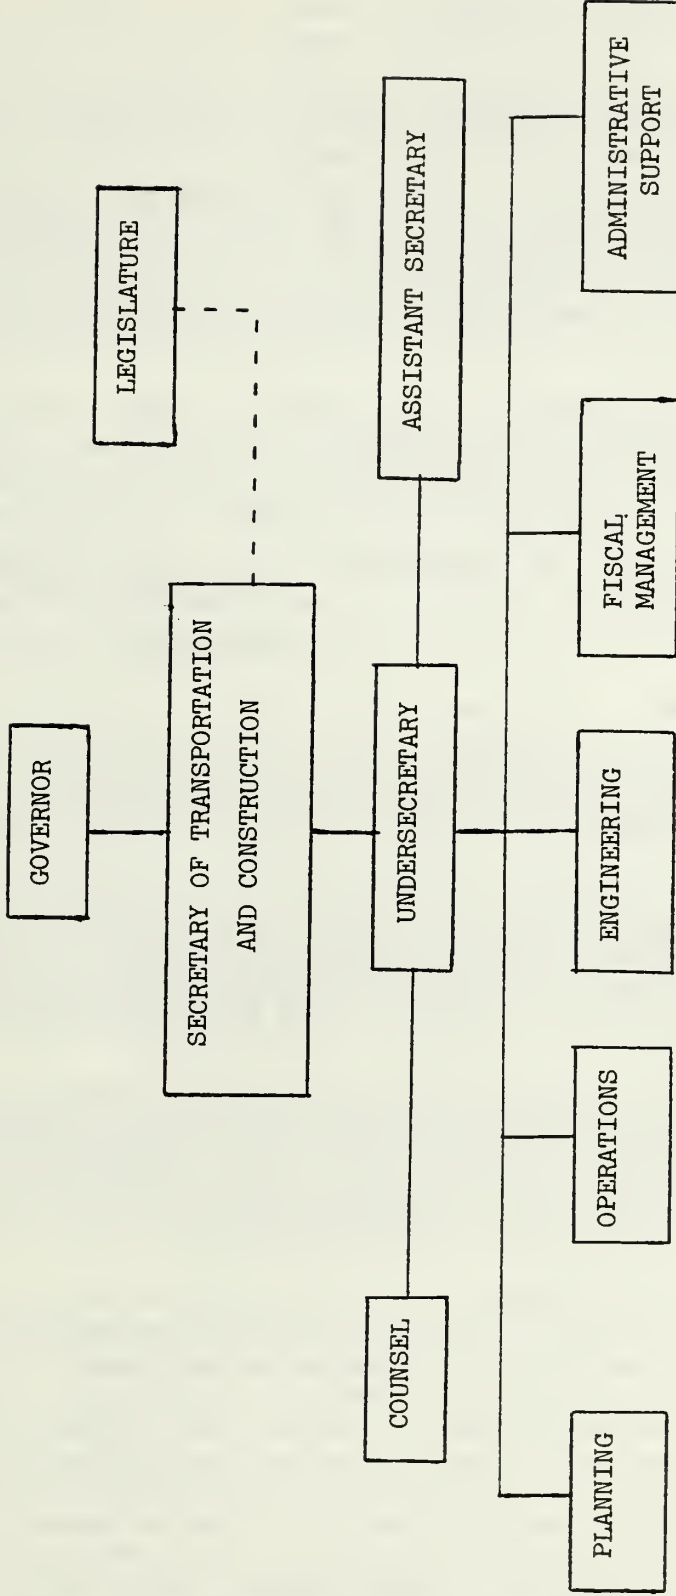 GOVERNOR
LEGISLATURE
SECRETARY OF TRANSPORTATION
AND CONSTRUCTION
COUNSEL
UNDERSECRETARY
ASSISTANT SECRETARY
PLANNING
OPERATIONS
ENGINEERING
FISCAL
MANAGEMENT
ADMINISTRATIVE
SUPPORT